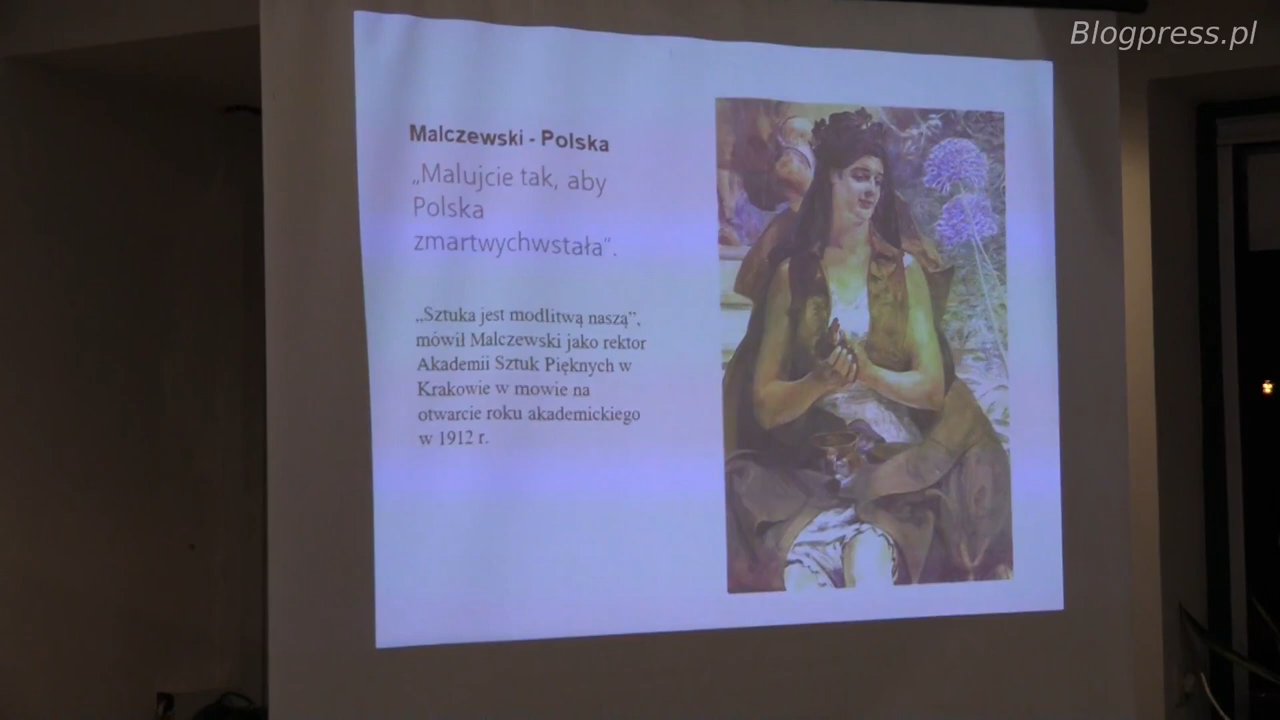 Blogpress.pl
Malczewski - Polska
„Malujcie tak, aby
Polska
zmartwychwstała”.
„Sztuka jest modlitwą naszą”,
mówił Malczewski jako rektor
Akademii Sztuk Pięknych w
Krakowie w mowie na
otwarcie roku akademickiego
w 1912 r.